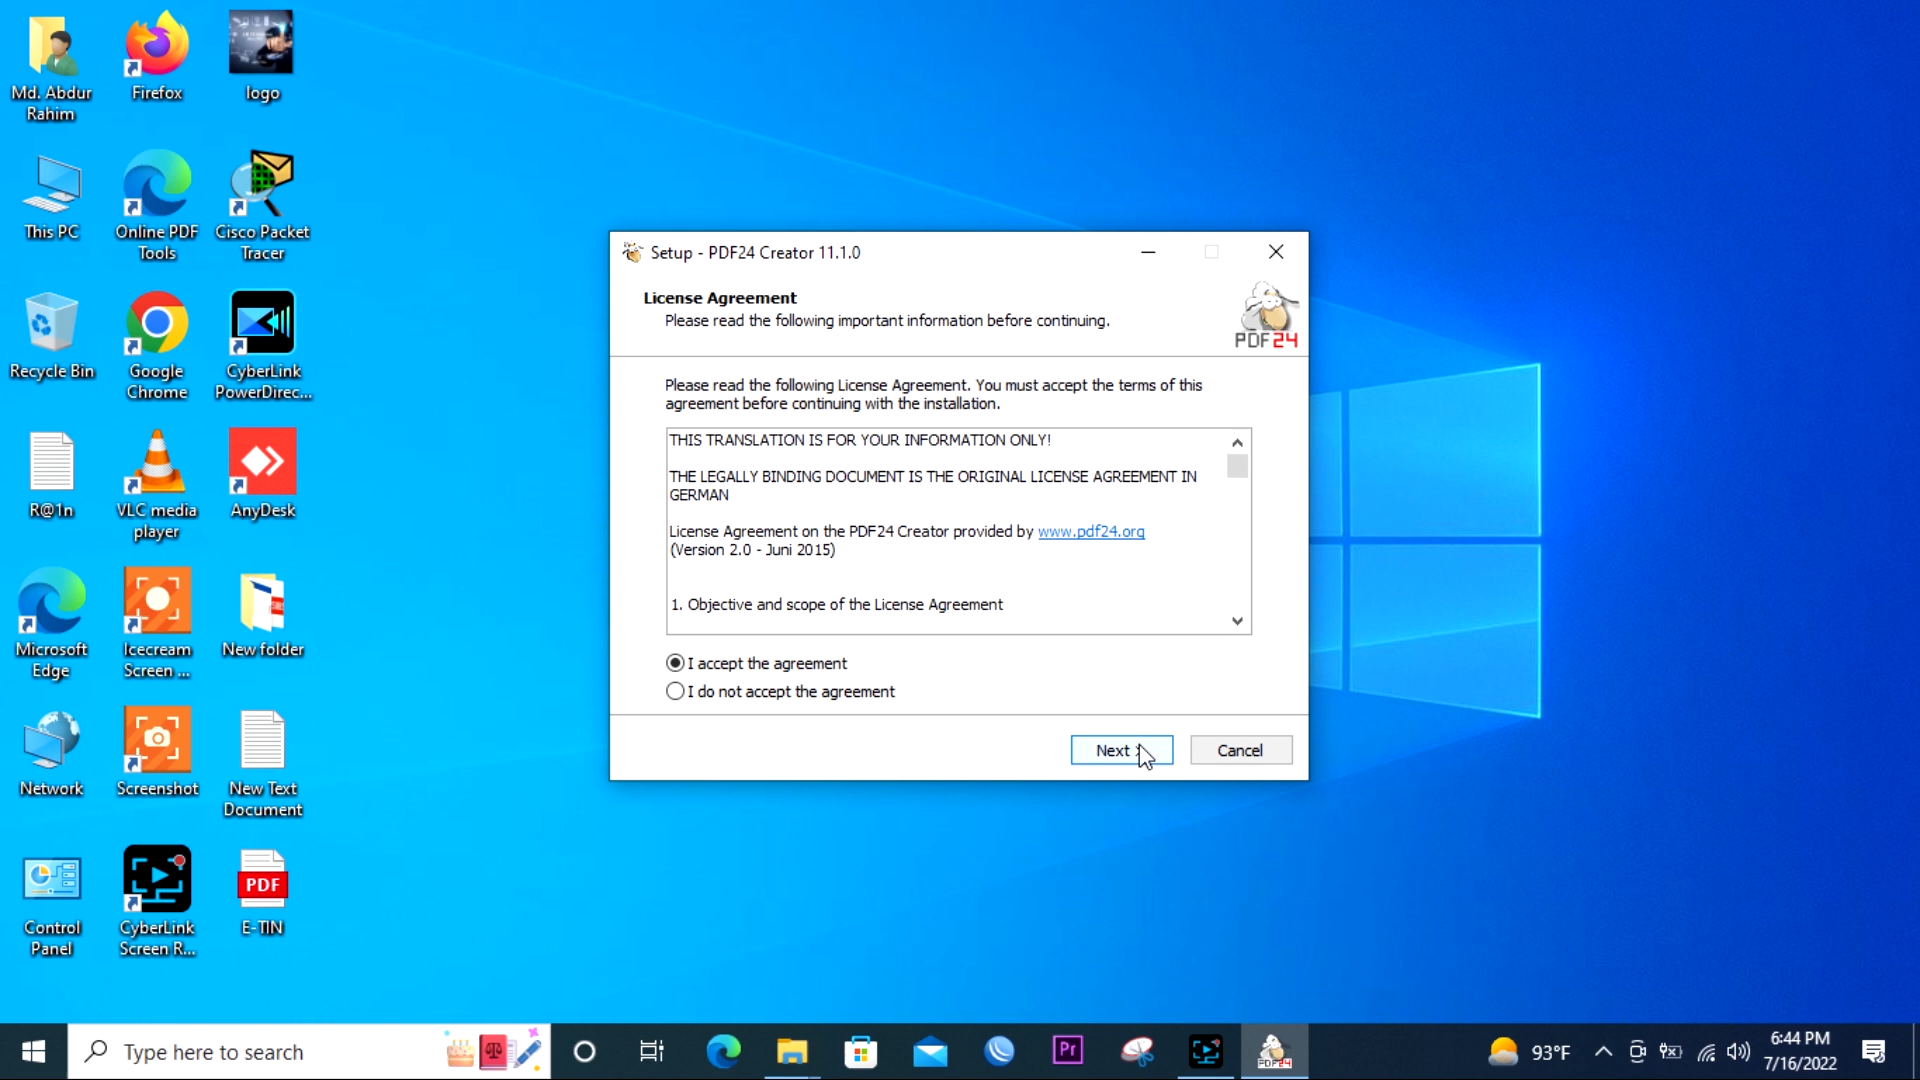 Md. Abdur
Rahim
Firefox
logo
This PC
Online PDF
Tools
Cisco Packet
Tracer
Recycle Bin
Google
Chrome
CyberLink
PowerDirec...
R@1n
VLC media
player
AnyDesk
Microsoft
Edge
Icecream
Screen ...
New folder
Network
Screenshot
New Text
Document
Control
Panel
CyberLink
Screen R...
PDF
E-TIN
Setup - PDF24 Creator 11.1.0
License Agreement
Please read the following important information before continuing.
PDF24
Please read the following License Agreement. You must accept the terms of this
agreement before continuing with the installation.
THIS TRANSLATION IS FOR YOUR INFORMATION ONLY!
THE LEGALLY BINDING DOCUMENT IS THE ORIGINAL LICENSE AGREEMENT IN
GERMAN
License Agreement on the PDF24 Creator provided by www.pdf24.org
(Version 2.0 - Juni 2015)
1. Objective and scope of the License Agreement
I accept the agreement
I do not accept the agreement
Next >
Cancel
Type here to search
Pr
PDF24
93°F
6:44 PM
7/16/2022